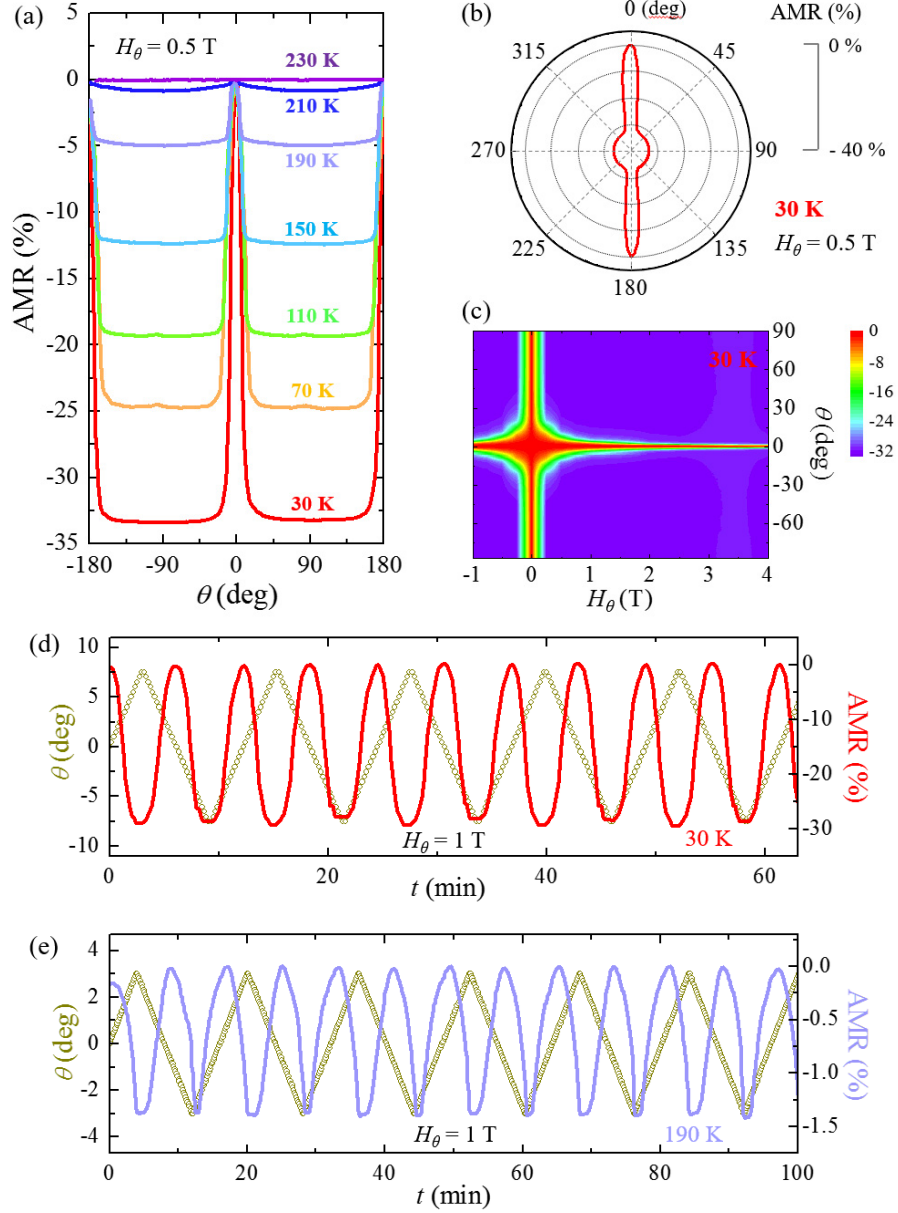 (a)
H_θ = 0.5 T
230 K
210 K
190 K
150 K
110 K
70 K
30 K
5
0
-5
-10
-15
-20
-25
-30
-35
AMR (%)
-180 -90 0 90 180
θ (deg)
(b)
0 (deg)
45
90
135
180
225
270
315
AMR (%)
0 %
- 40 %
30 K
H_θ = 0.5 T
(c)
30 K
90
60
30
0
-30
-60
θ (deg)
-1 0 1 2 3 4
H_θ (T)
0
-8
-16
-24
-32
(d)
10
5
0
-5
-10
θ (deg)
0
-10
-20
-30
AMR (%)
H_θ = 1 T
30 K
0 20 40 60
t (min)
(e)
4
2
0
-2
-4
θ (deg)
0.0
-0.5
-1.0
-1.5
AMR (%)
H_θ = 1 T
190 K
0 20 40 60 80 100
t (min)